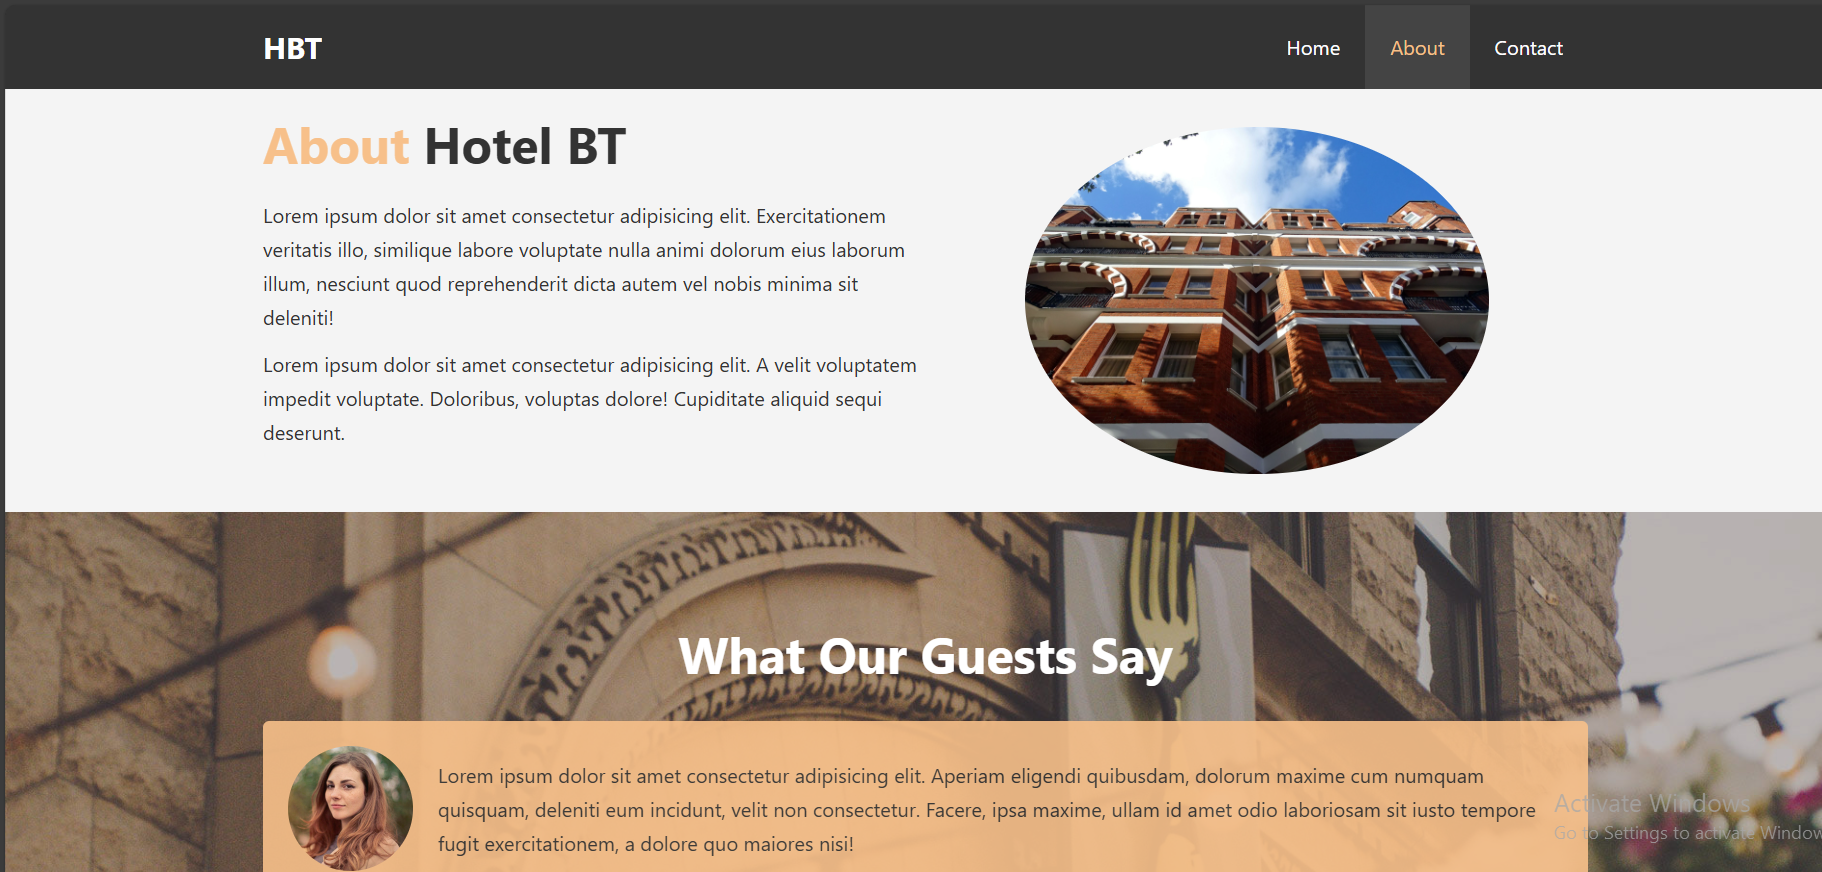 HBT
Home
About
Contact
About Hotel BT
Lorem ipsum dolor sit amet consectetur adipisicing elit. Exercitationem
veritatis illo, similique labore voluptate nulla animi dolorum eius laborum
illum, nesciunt quod reprehenderit dicta autem vel nobis minima sit
deleniti!
Lorem ipsum dolor sit amet consectetur adipisicing elit. A velit voluptatem
impedit voluptate. Doloribus, voluptas dolore! Cupiditate aliquid sequi
deserunt.
What Our Guests Say
Lorem ipsum dolor sit amet consectetur adipisicing elit. Aperiam eligendi quibusdam, dolorum maxime cum numquam
quisquam, deleniti eum incidunt, velit non consectetur. Facere, ipsa maxime, ullam id amet odio laboriosam sit iusto tempore
fugit exercitationem, a dolore quo maiores nisi!
Activate Windows
Go to Settings to activate Window